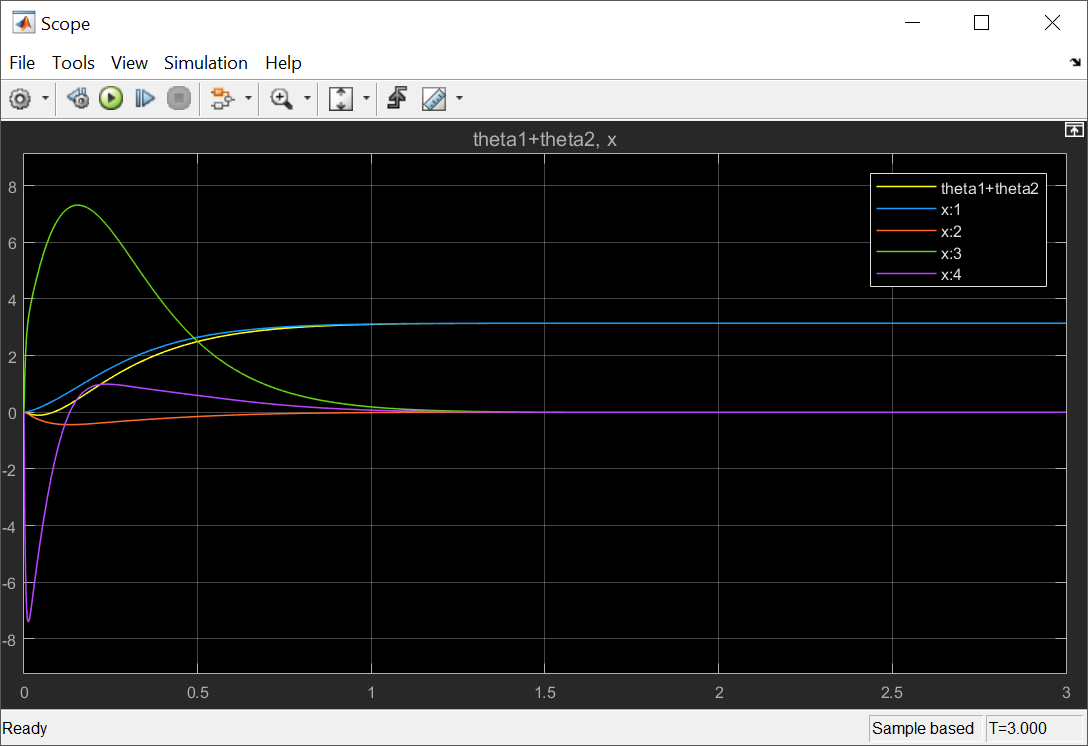 Scope
File Tools View Simulation Help
theta1+theta2, x
theta1+theta2
x:1
x:2
x:3
x:4
8
6
4
2
0
-2
-4
-6
-8
0 0.5 1 1.5 2 2.5 3
Ready Sample based T=3.000